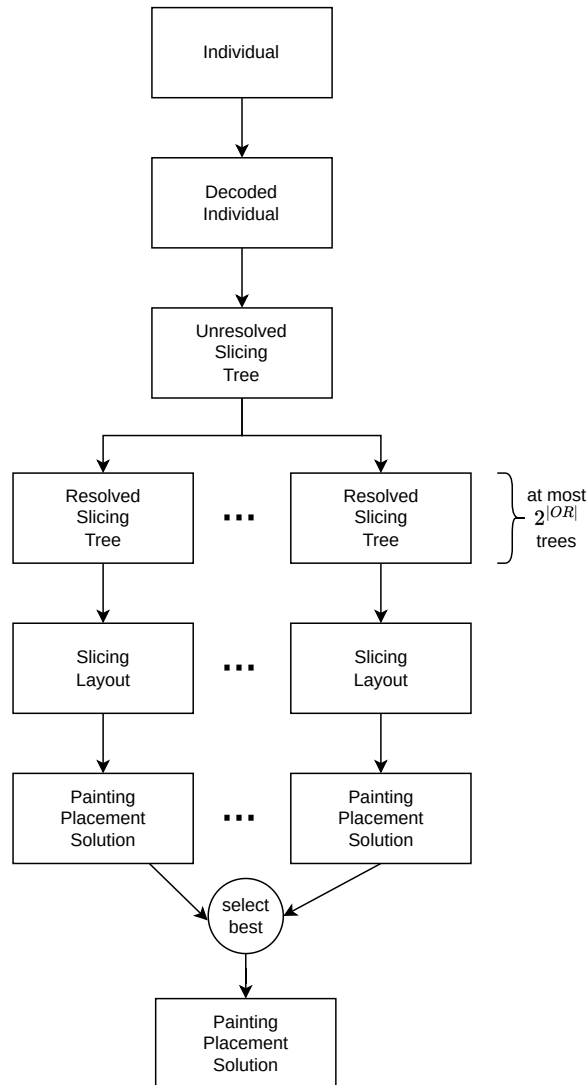 Individual
Decoded
Individual
Unresolved
Slicing
Tree
Resolved
Slicing
Tree
...
Resolved
Slicing
Tree
at most
2^|OR|
trees
Slicing
Layout
...
Slicing
Layout
Painting
Placement
Solution
...
Painting
Placement
Solution
select
best
Painting
Placement
Solution